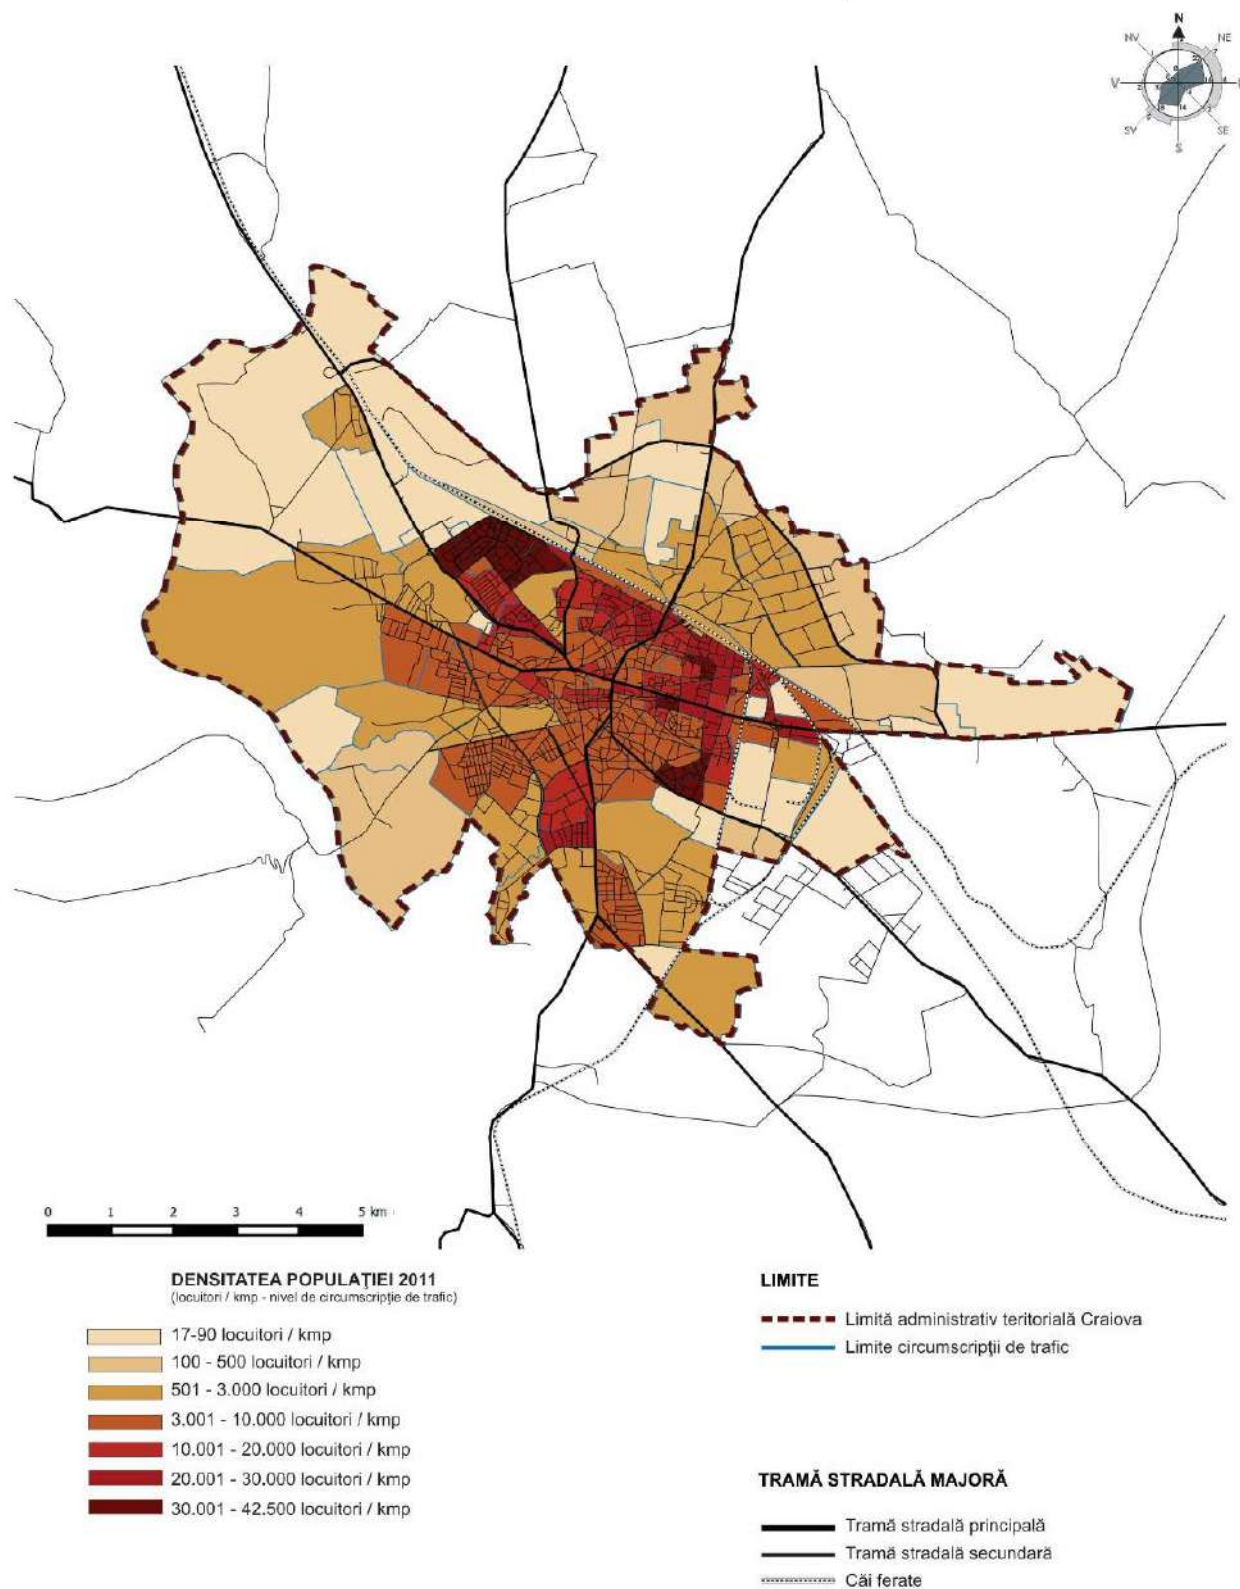 N
NV
NE
V
SV
SE
S
0 1 2 3 4 5 km
DENSITATEA POPULAȚIEI 2011
(locuitori / kmp - nivel de circumscripție de trafic)
17-90 locuitori / kmp
100 - 500 locuitori / kmp
501 - 3.000 locuitori / kmp
3.001 - 10.000 locuitori / kmp
10.001 - 20.000 locuitori / kmp
20.001 - 30.000 locuitori / kmp
30.001 - 42.500 locuitori / kmp
LIMITE
Limită administrativ teritorială Craiova
Limite circumscripții de trafic
TRAMĂ STRADALĂ MAJORĂ
Tramă stradală principală
Tramă stradală secundară
Căi ferate